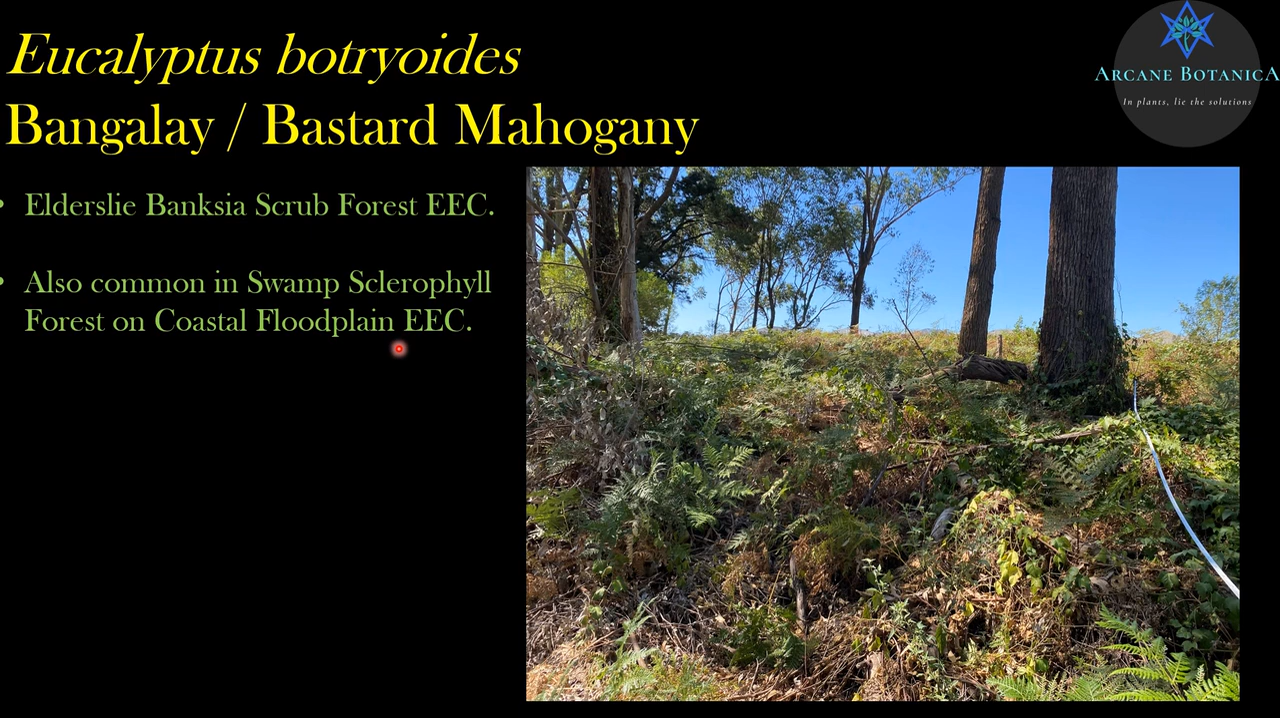 Eucalyptus botryoides
Bangalay / Bastard Mahogany
ARCANE BOTANICA
In plants, lie the solutions
• Elderslie Banksia Scrub Forest EEC.
• Also common in Swamp Sclerophyll
Forest on Coastal Floodplain EEC.